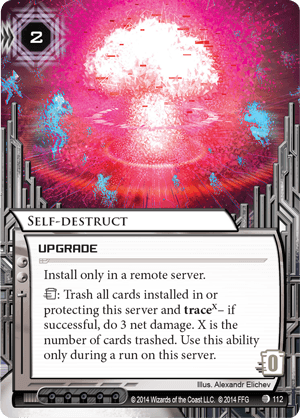 2
SELF-DESTRUCT
UPGRADE
Install only in a remote server.
: Trash all cards installed in or
protecting this server and traceX– if
successful, do 3 net damage. X is the
number of cards trashed. Use this ability
only during a run on this server.
0
Illus. Alexandr Elichev
© 2014 Wizards of the Coast LLC. © 2014 FFG
112